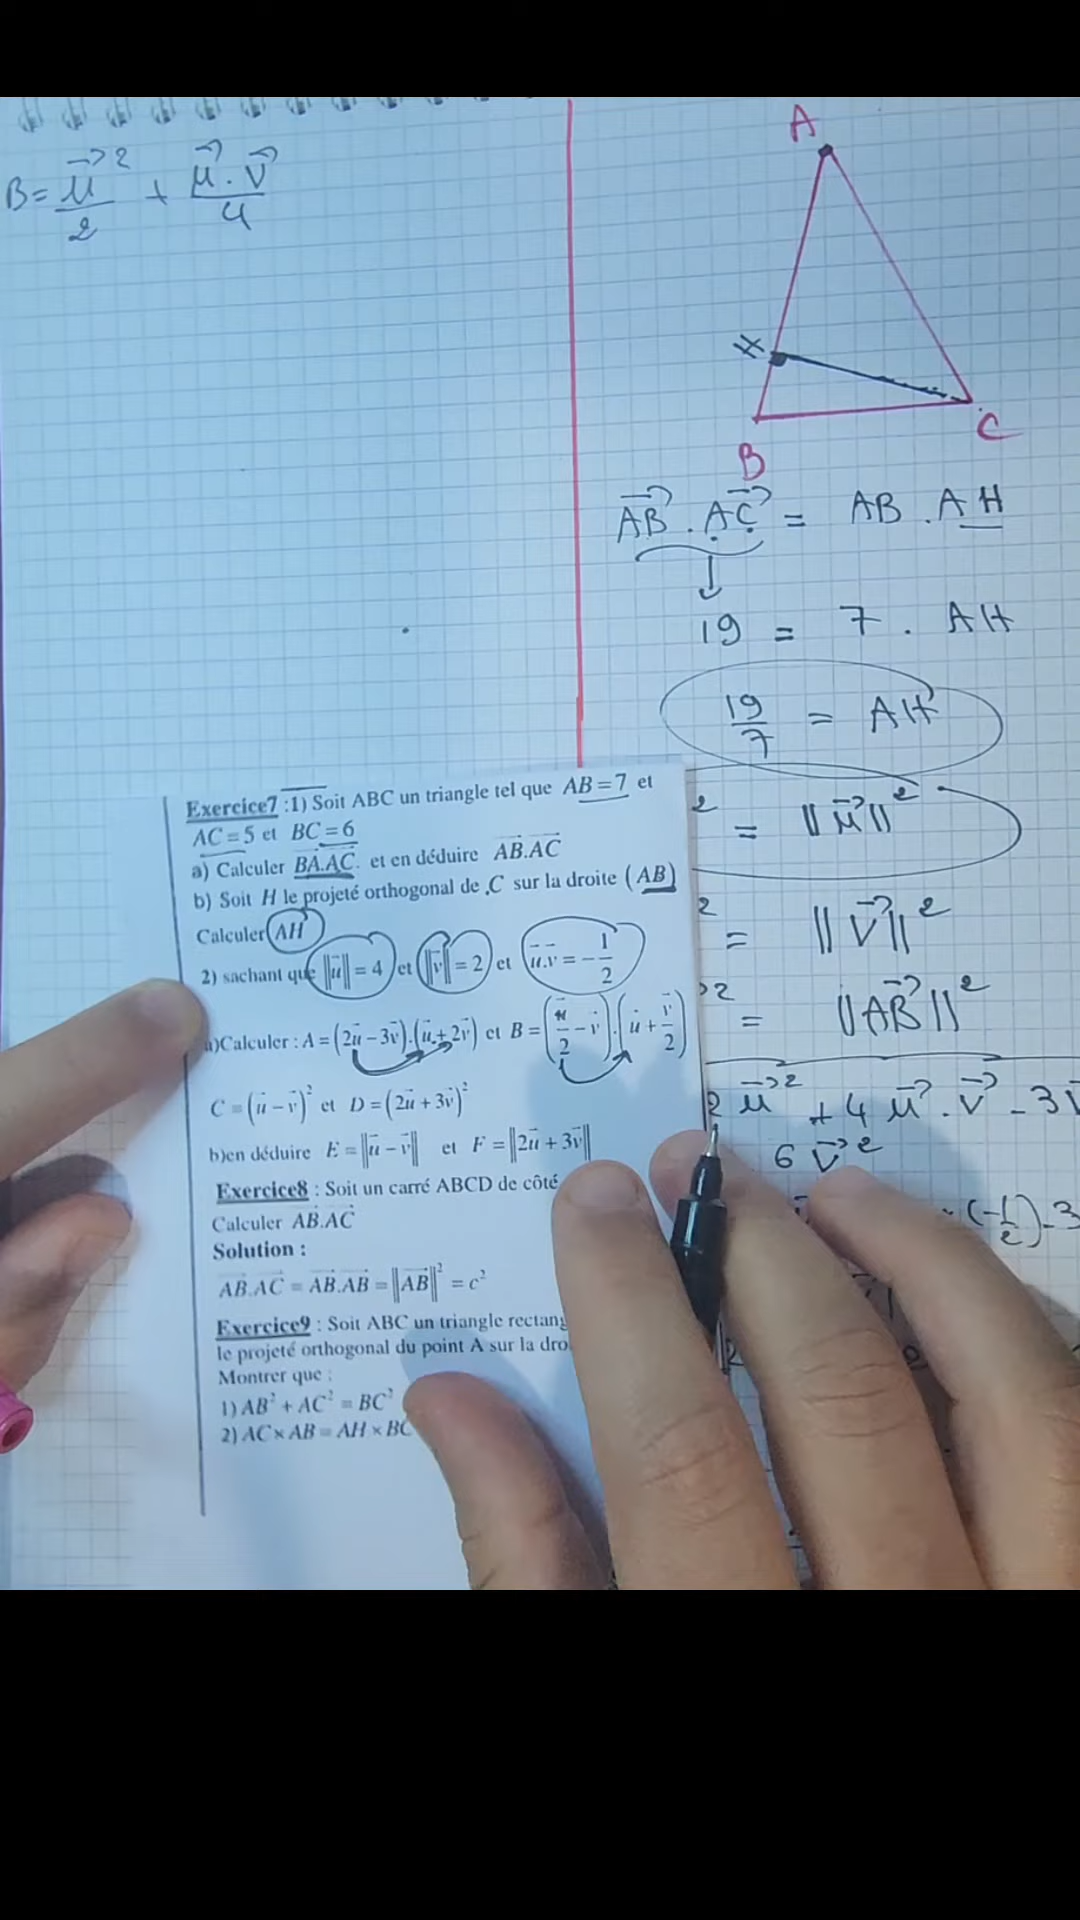 B = u⃗²/2 + u⃗.v⃗/4
A
H
B
C
AB⃗ . AC⃗ = AB . AH
19 = 7 . AH
19/7 = AH
² = ||u⃗||²
² = ||v⃗||²
² = ||AB⃗||²
2u⃗² + 4u⃗.v⃗ - 3v⃗
6v⃗²
(-1/2) - 3
Exercice7 :1) Soit ABC un triangle tel que AB = 7 et
AC = 5 et BC = 6
a) Calculer BA⃗.AC⃗. et en déduire AB⃗.AC⃗
b) Soit H le projeté orthogonal de C sur la droite (AB)
Calculer AH
2) sachant que ||u⃗|| = 4 et ||v⃗|| = 2 et u⃗.v⃗ = -1/2
a)Calculer : A = (2u⃗ - 3v⃗).(u⃗ + 2v⃗) et B = (u⃗/2 - v⃗).(u⃗ + v⃗/2)
C = (u⃗ - v⃗)² et D = (2u⃗ + 3v⃗)²
b)en déduire E = ||u⃗ - v⃗|| et F = ||2u⃗ + 3v⃗||
Exercice8 : Soit un carré ABCD de côté
Calculer AB⃗.AC⃗
Solution :
AB⃗.AC⃗ = AB⃗.AB⃗ = ||AB⃗||² = c²
Exercice9 : Soit ABC un triangle rectang
le projeté orthogonal du point A sur la dro
Montrer que :
1) AB² + AC² = BC²
2) AC × AB = AH × BC